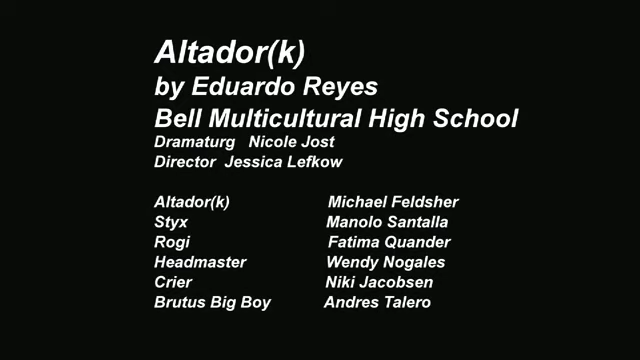 Altador(k)
by Eduardo Reyes
Bell Multicultural High School
Dramaturg Nicole Jost
Director Jessica Lefkow
Altador(k) Michael Feldsher
Styx Manolo Santalla
Rogi Fatima Quander
Headmaster Wendy Nogales
Crier Niki Jacobsen
Brutus Big Boy Andres Talero